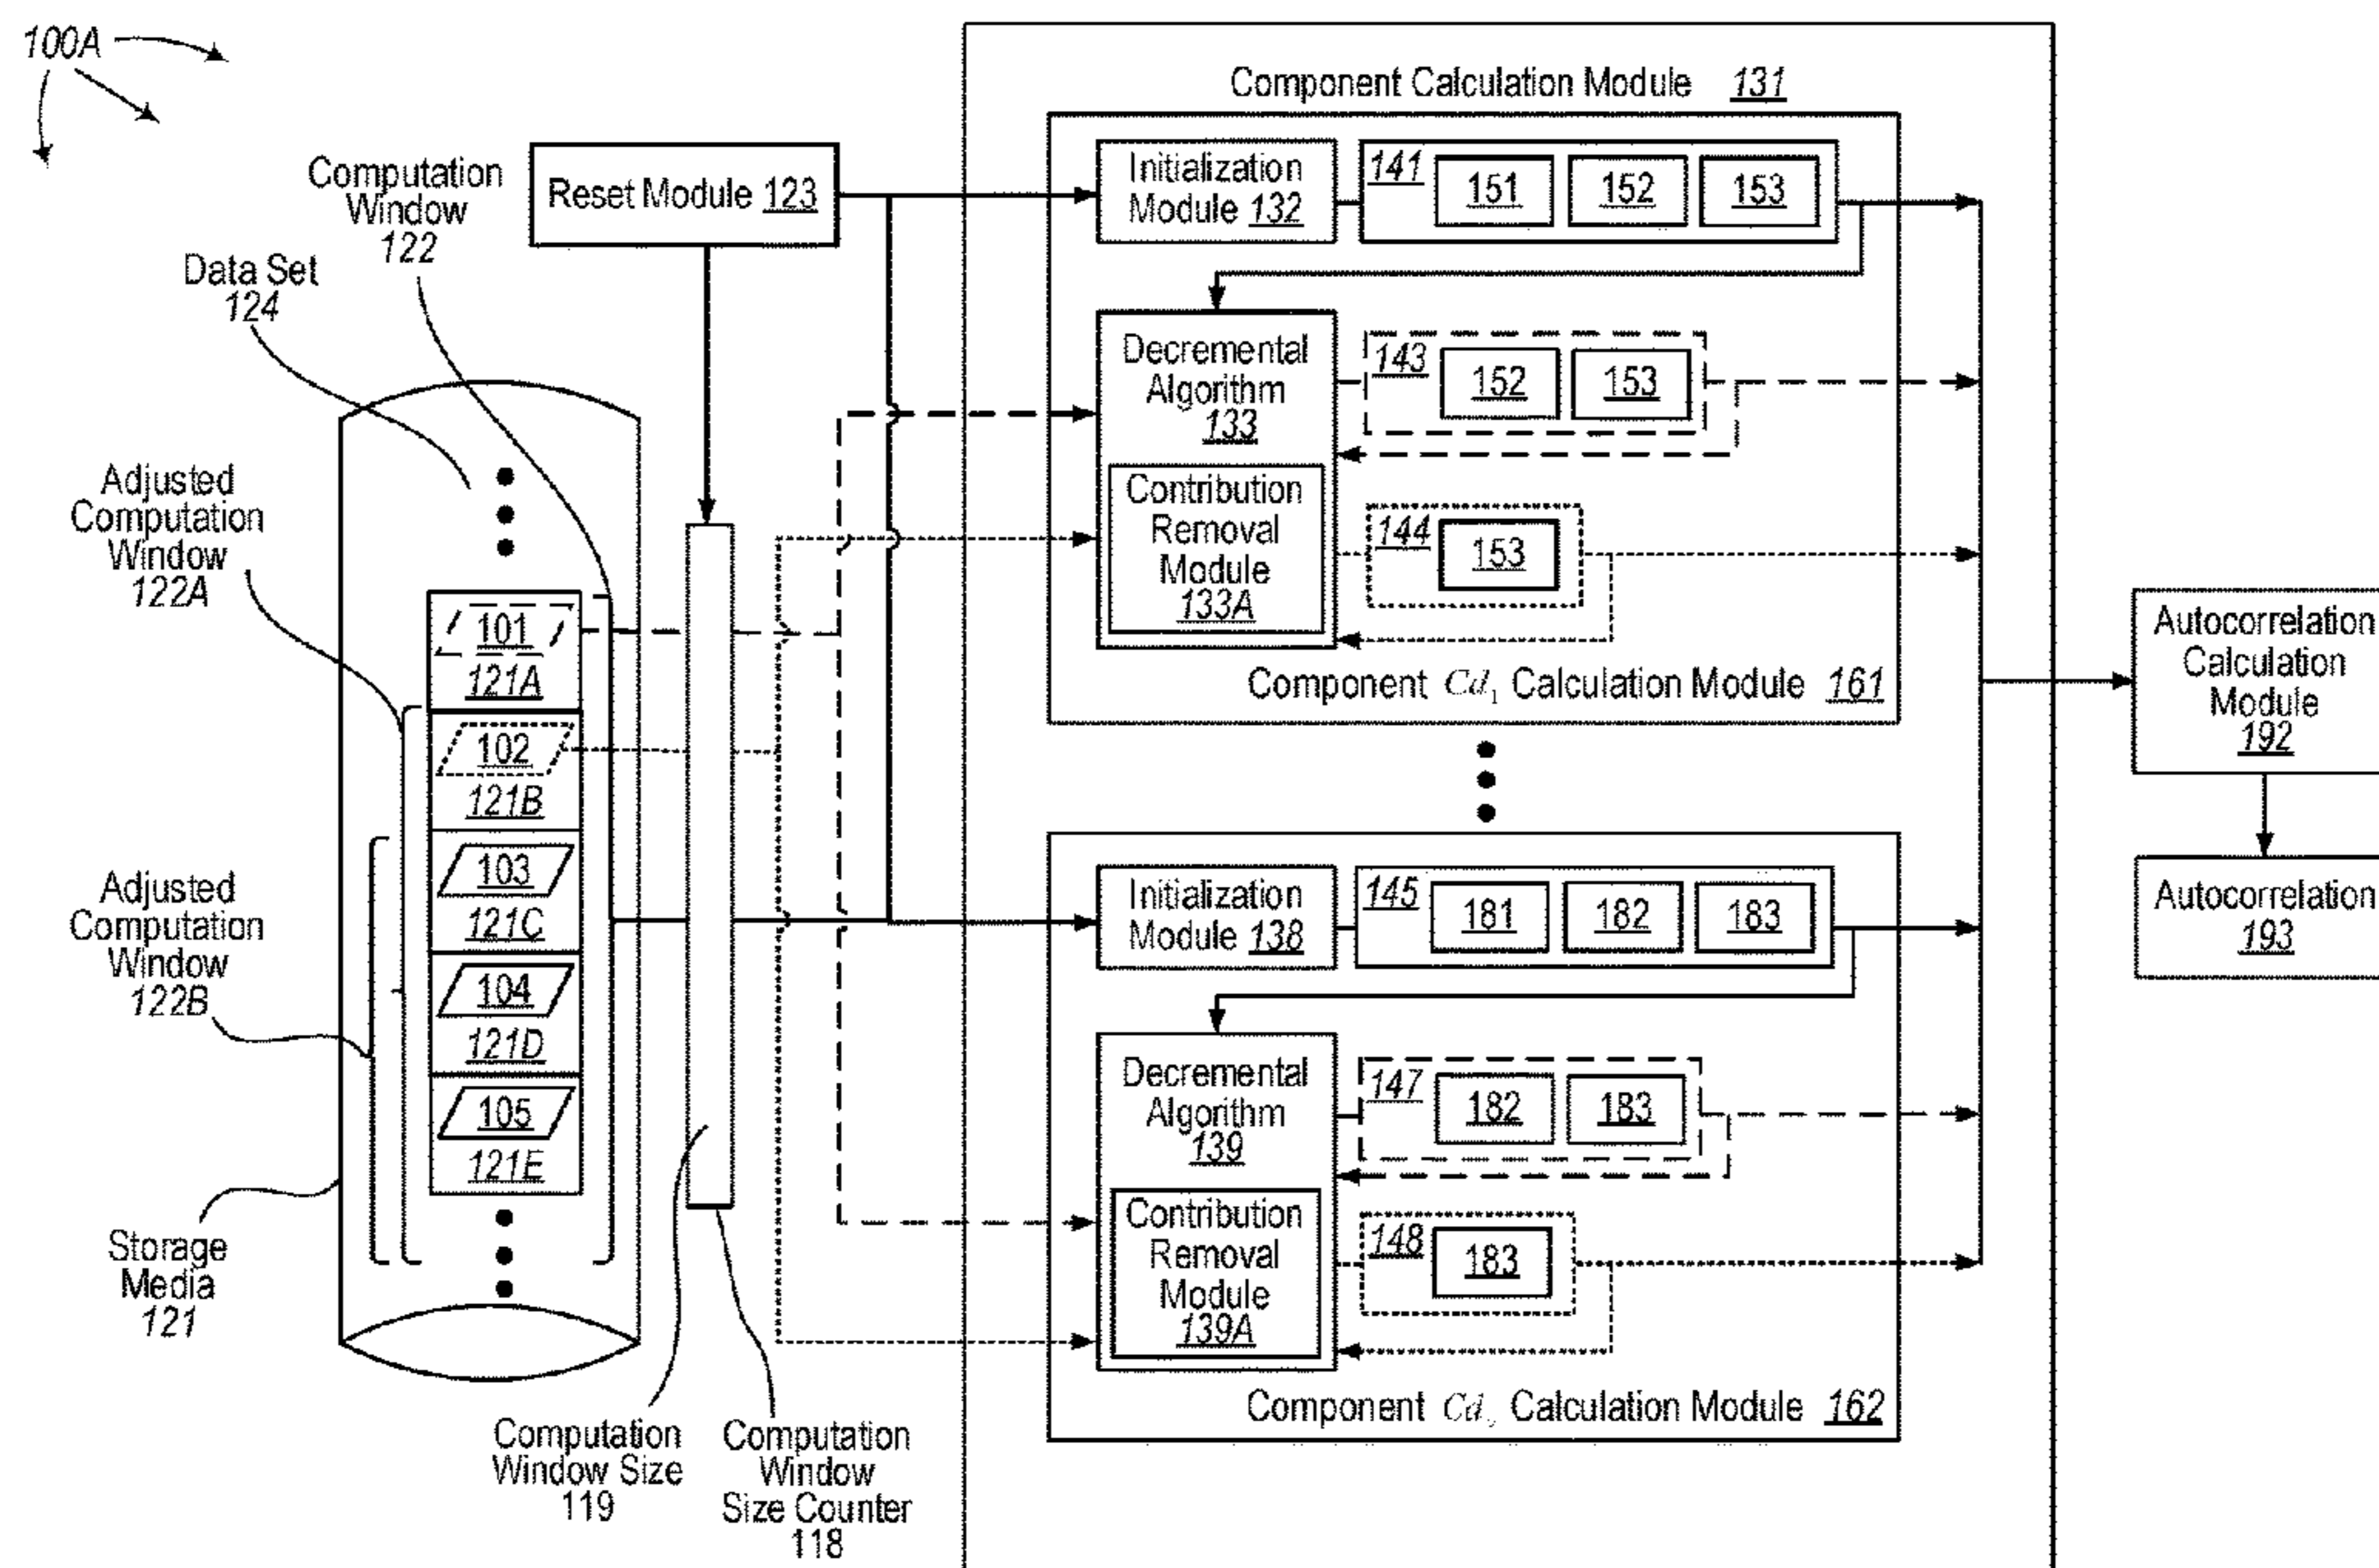 100A
Component Calculation Module 131
Reset Module 123
Computation
Window
122
Data Set
124
Adjusted
Computation
Window
122A
Adjusted
Computation
Window
122B
Storage
Media
121
101
121A
102
121B
103
121C
104
121D
105
121E
Computation
Window Size
119
Computation
Window
Size Counter
118
Initialization
Module 132
141 151 152 153
Decremental
Algorithm
133
143 152 153
Contribution
Removal
Module
133A
144 153
Component Cd1 Calculation Module 161
Initialization
Module 138
145 181 182 183
Decremental
Algorithm
139
147 182 183
Contribution
Removal
Module
139A
148 183
Component Cd Calculation Module 162
Autocorrelation
Calculation
Module
192
Autocorrelation
193